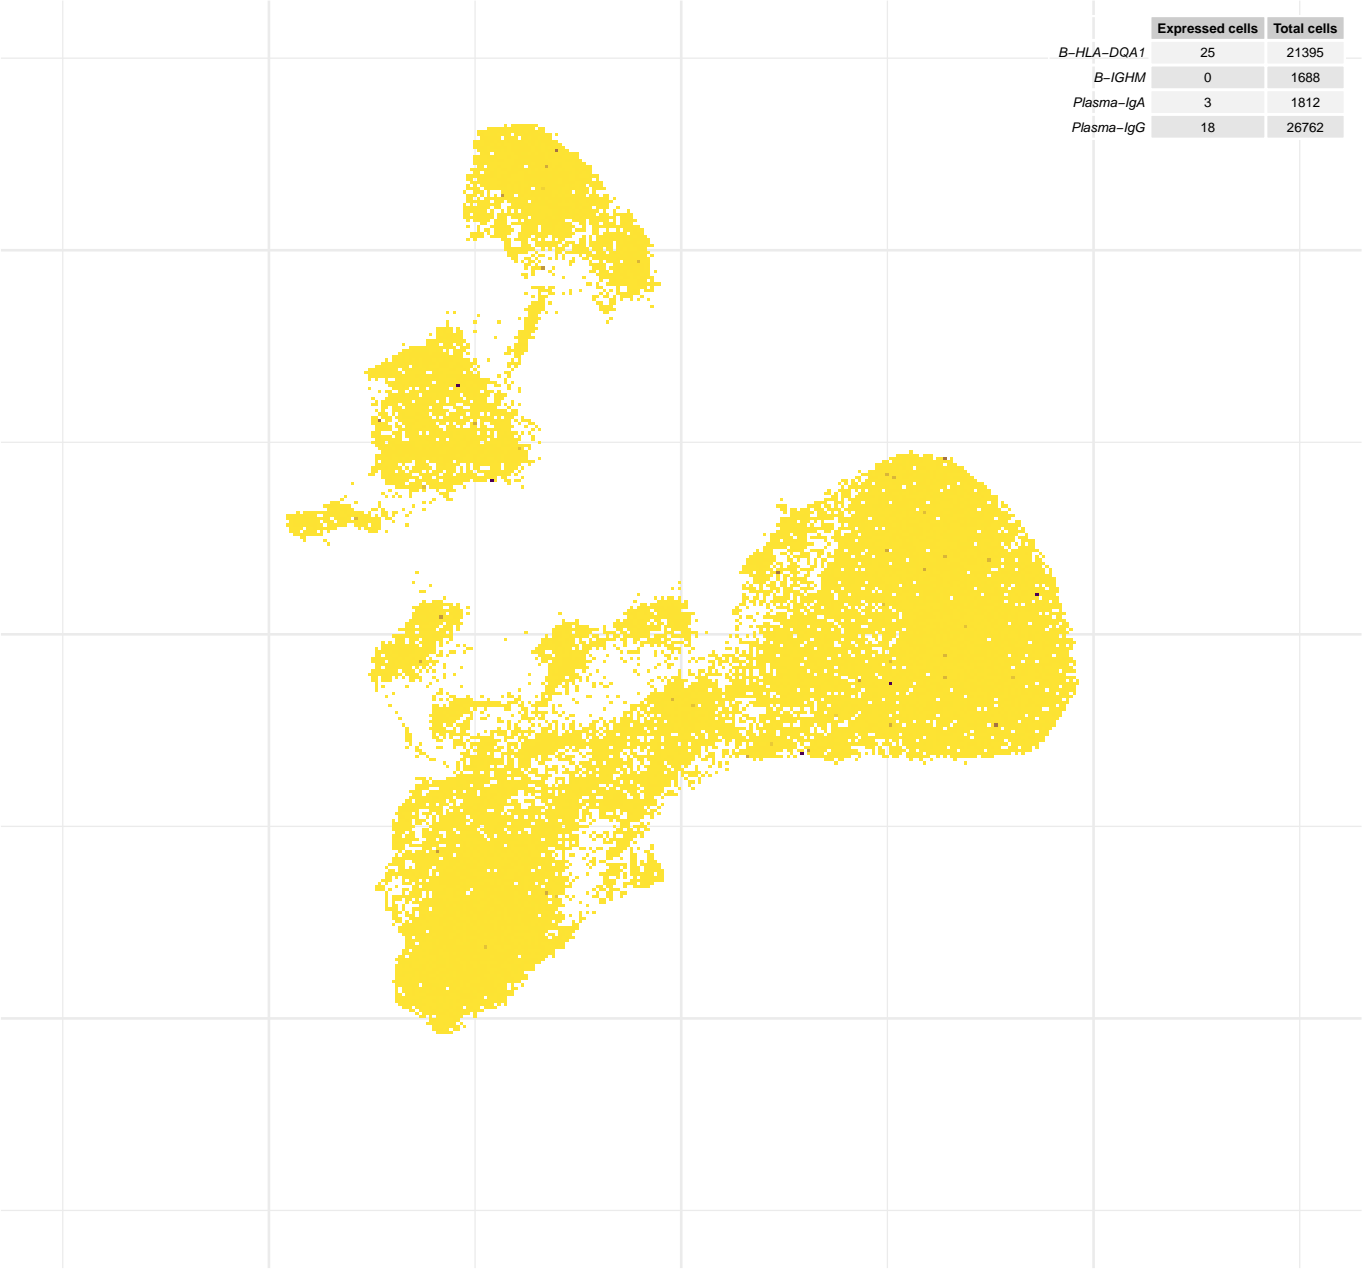 Expressed cells Total cells
B−HLA−DQA1 25 21395
B−IGHM 0 1688
Plasma−IgA 3 1812
Plasma−IgG 18 26762